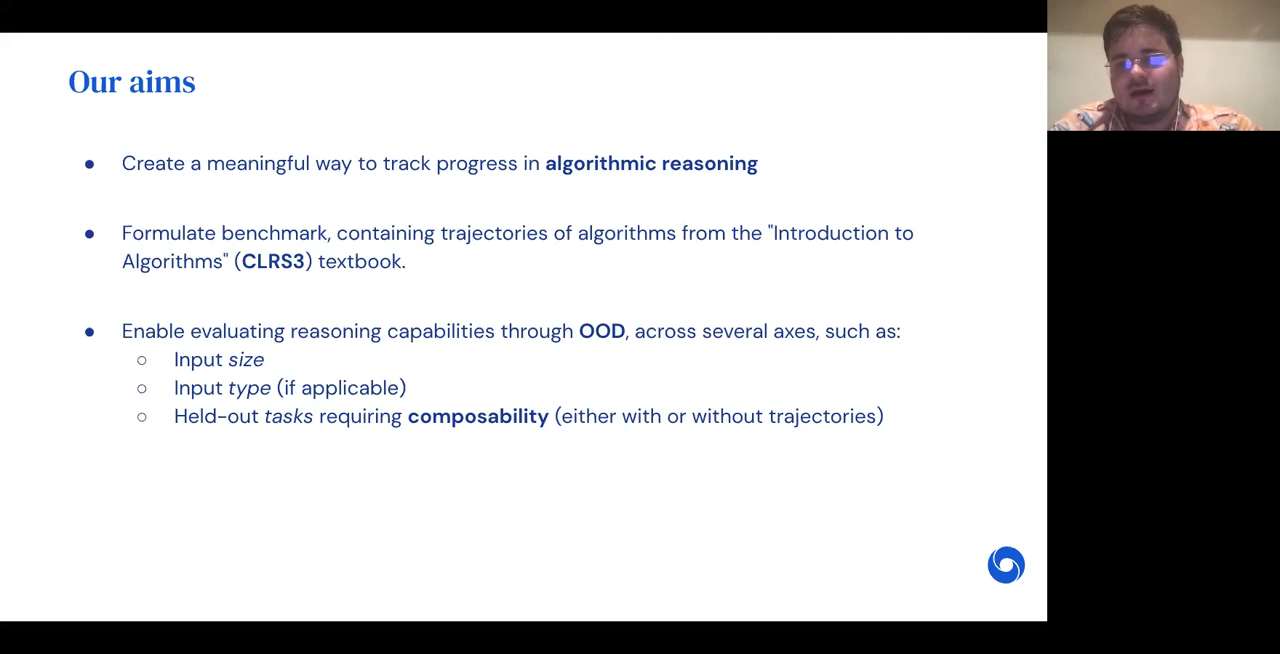 Our aims
● Create a meaningful way to track progress in algorithmic reasoning
● Formulate benchmark, containing trajectories of algorithms from the "Introduction to
Algorithms" (CLRS3) textbook.
● Enable evaluating reasoning capabilities through OOD, across several axes, such as:
○ Input size
○ Input type (if applicable)
○ Held-out tasks requiring composability (either with or without trajectories)